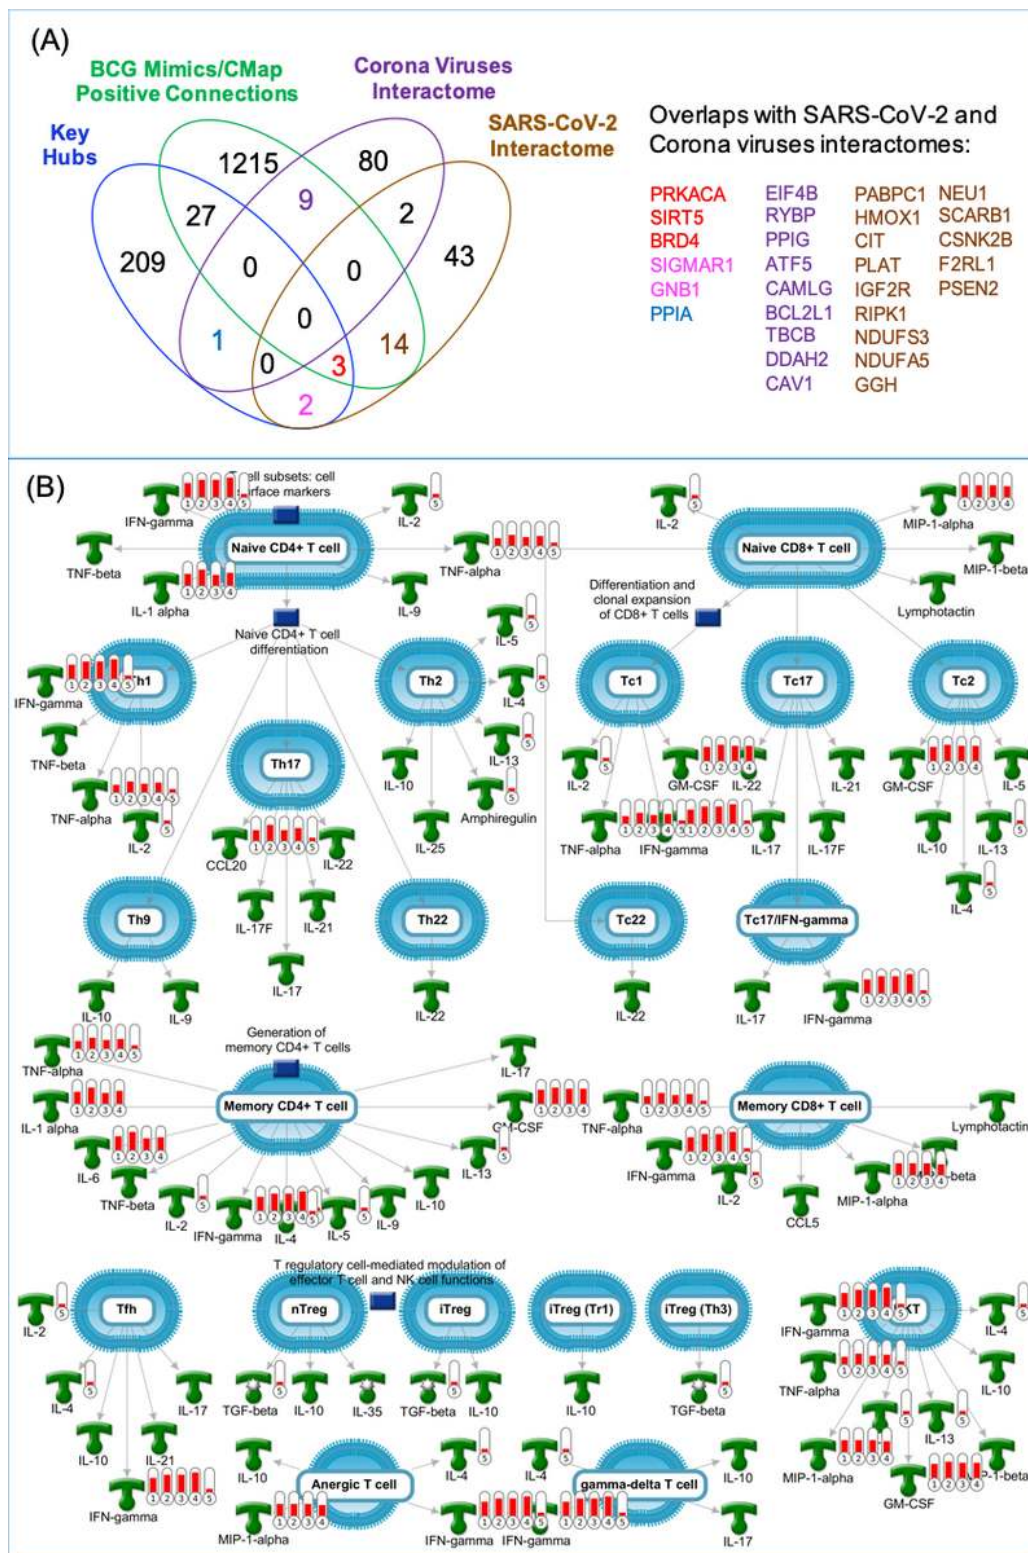 (A)
BCG Mimics/CMap
Positive Connections
Corona Viruses
Interactome
Key
Hubs
SARS-CoV-2
Interactome
1215
80
9
27
2
209
0
0
43
0
1
0
3
14
2
Overlaps with SARS-CoV-2 and
Corona viruses interactomes:
PRKACA EIF4B PABPC1 NEU1
SIRT5 RYBP HMOX1 SCARB1
BRD4 PPIG CIT CSNK2B
SIGMAR1 ATF5 PLAT F2RL1
GNB1 CAMLG IGF2R PSEN2
PPIA BCL2L1 RIPK1
TBCB NDUFS3
DDAH2 NDUFA5
CAV1 GGH
(B)
cell subsets: cell
surface markers
IFN-gamma
IL-2
IL-2
MIP-1-alpha
Naive CD4+ T cell
Naive CD8+ T cell
TNF-beta
TNF-alpha
MIP-1-beta
IL-1 alpha
IL-9
Lymphotactin
Differentiation and
clonal expansion
of CD8+ T cells
Naive CD4+ T cell
differentiation
IL-5
Th1
Th2
IL-4
Tc1
Tc17
Tc2
IFN-gamma
TNF-beta
Th17
IL-10
IL-13
IL-2
GM-CSF
IL-22
IL-21
GM-CSF
IL-5
TNF-alpha
Amphiregulin
IL-2
CCL20
IL-22
IL-25
TNF-alpha
IFN-gamma
IL-17
IL-17F
IL-10
IL-13
IL-4
Th9
IL-17F
IL-21
Th22
Tc22
Tc17/IFN-gamma
IL-17
IL-10
IL-9
IL-22
IL-22
IL-17
IFN-gamma
Generation of
memory CD4+ T cells
TNF-alpha
IL-17
Memory CD4+ T cell
Memory CD8+ T cell
IL-1 alpha
GM-CSF
TNF-alpha
Lymphotactin
IL-6
IL-13
IFN-gamma
TNF-beta
IL-10
IL-2
MIP-1-alpha
IL-2
IFN-gamma
IL-4
IL-5
IL-9
CCL5
T regulatory cell-mediated modulation of
effector T cell and NK cell functions
Tfh
nTreg
iTreg
iTreg (Tr1)
iTreg (Th3)
IL-2
IFN-gamma
IL-4
IL-4
IL-17
TGF-beta
IL-10
IL-35
TGF-beta
IL-10
IL-10
TGF-beta
TNF-alpha
IL-10
IL-10
IL-21
IL-13
IL-10
IL-4
IL-4
IL-10
MIP-1-alpha
Anergic T cell
gamma-delta T cell
GM-CSF
IFN-gamma
MIP-1-alpha
IFN-gamma
IFN-gamma
IL-17